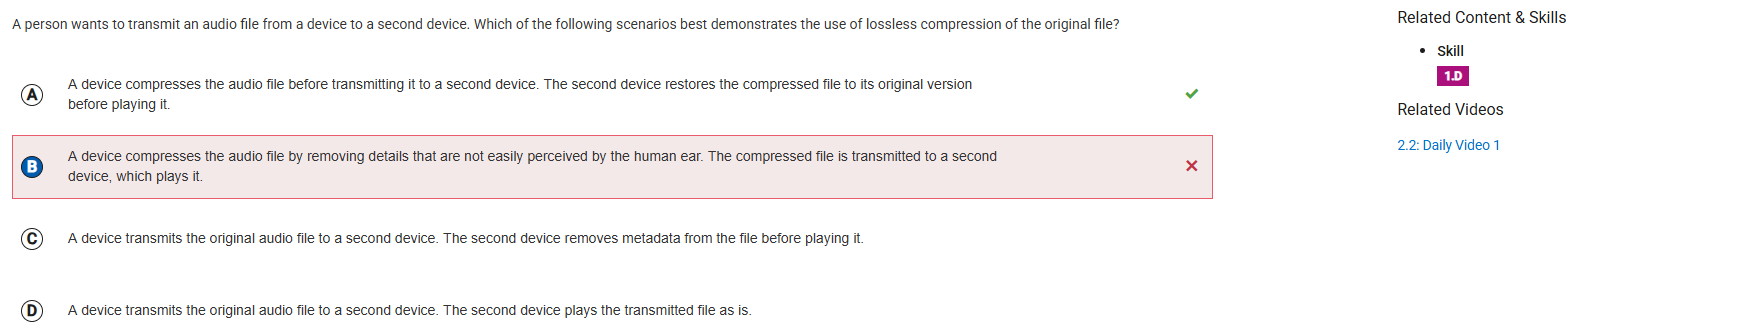 A person wants to transmit an audio file from a device to a second device. Which of the following scenarios best demonstrates the use of lossless compression of the original file?
A
A device compresses the audio file before transmitting it to a second device. The second device restores the compressed file to its original version
before playing it.
B
A device compresses the audio file by removing details that are not easily perceived by the human ear. The compressed file is transmitted to a second
device, which plays it.
C
A device transmits the original audio file to a second device. The second device removes metadata from the file before playing it.
D
A device transmits the original audio file to a second device. The second device plays the transmitted file as is.
Related Content & Skills
• Skill
1.D
Related Videos
2.2: Daily Video 1